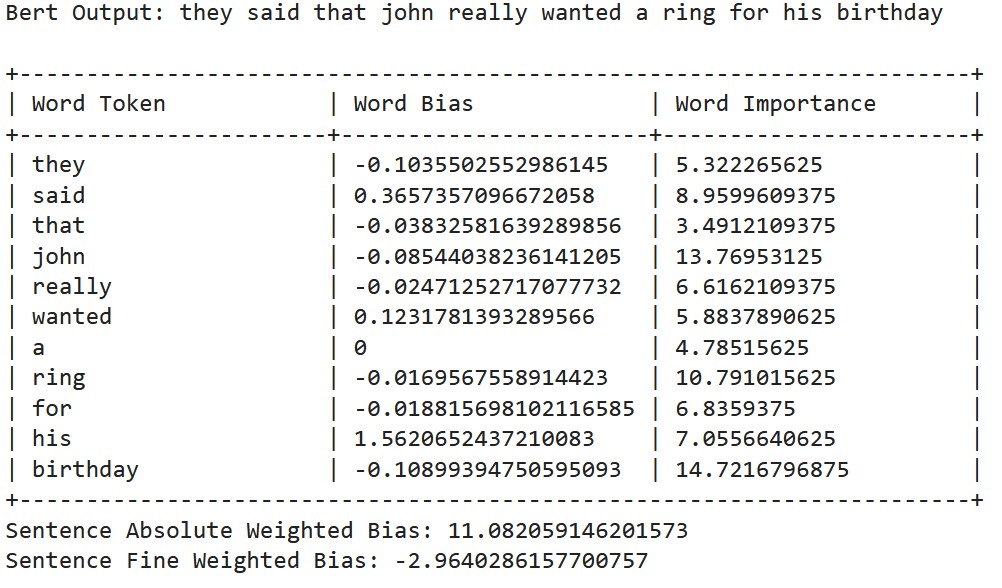 Bert Output: they said that john really wanted a ring for his birthday
+-----------------------------------------------------------------------+
| Word Token | Word Bias | Word Importance |
+-----------------------+-----------------------+-----------------------+
| they | -0.1035502552986145 | 5.322265625 |
| said | 0.3657357096672058 | 8.9599609375 |
| that | -0.03832581639289856 | 3.4912109375 |
| john | -0.08544038236141205 | 13.76953125 |
| really | -0.02471252717077732 | 6.6162109375 |
| wanted | 0.1231781393289566 | 5.8837890625 |
| a | 0 | 4.78515625 |
| ring | -0.0169567558914423 | 10.791015625 |
| for | -0.018815698102116585 | 6.8359375 |
| his | 1.5620652437210083 | 7.0556640625 |
| birthday | -0.10899394750595093 | 14.7216796875 |
+-----------------------------------------------------------------------+
Sentence Absolute Weighted Bias: 11.082059146201573
Sentence Fine Weighted Bias: -2.9640286157700757